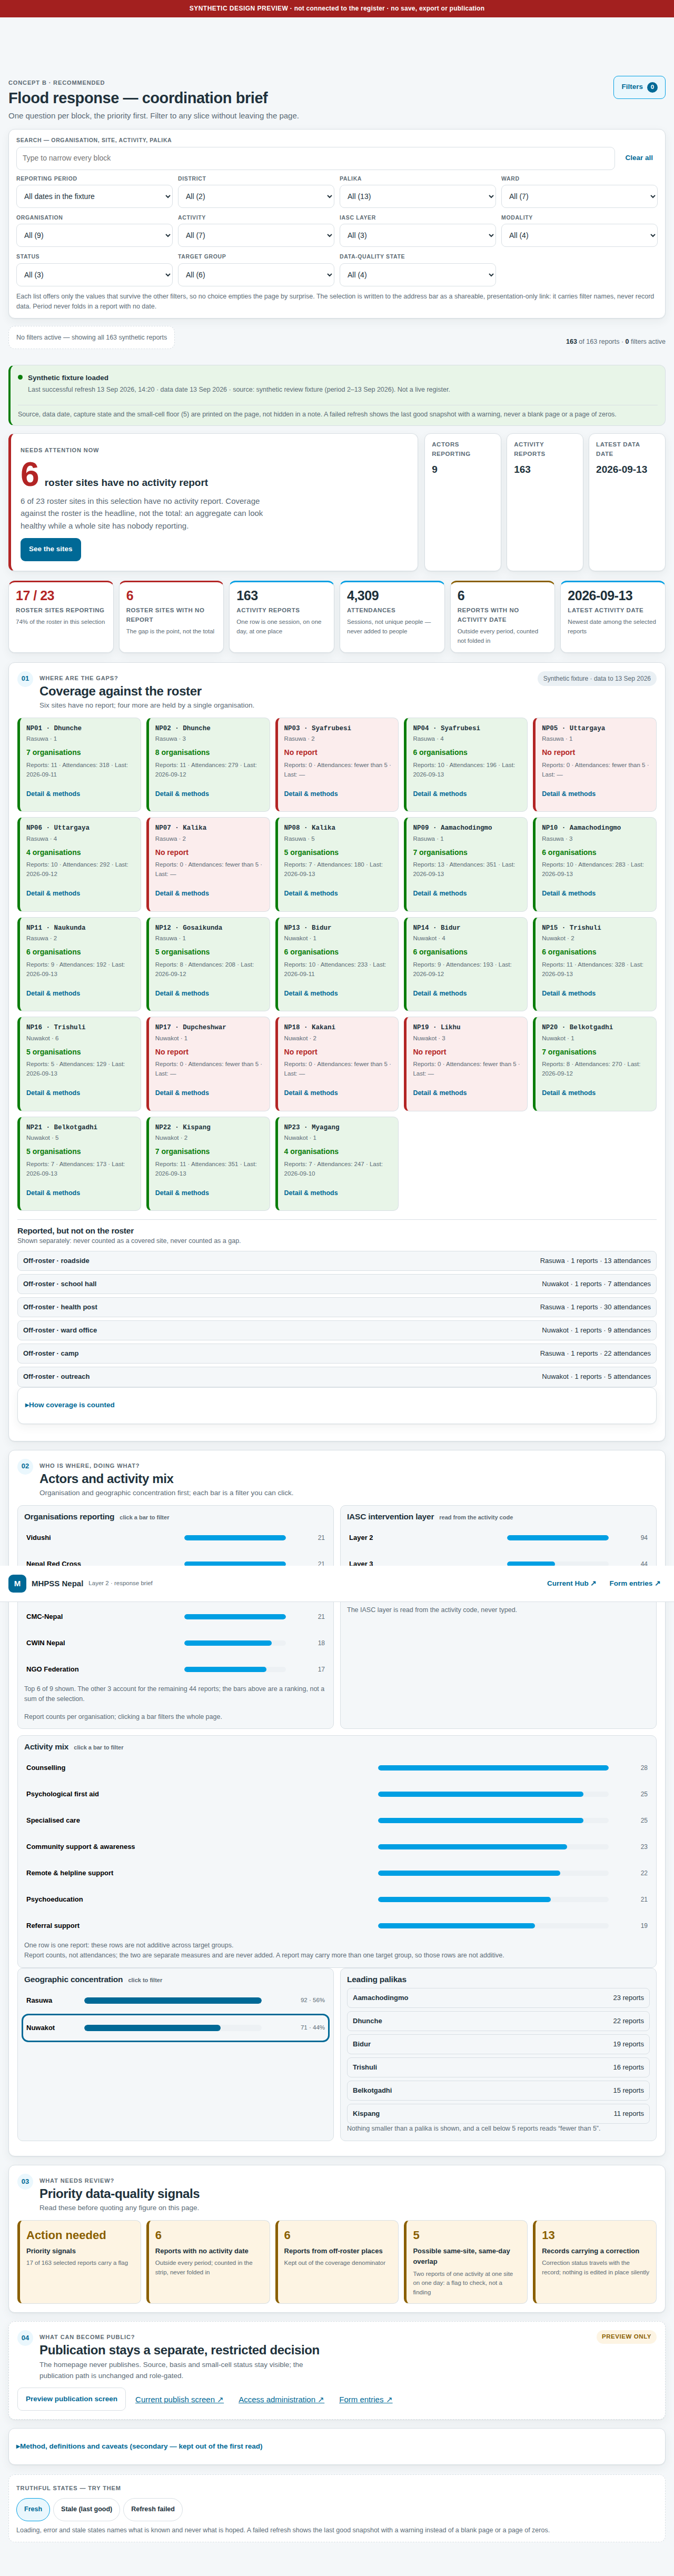 SYNTHETIC DESIGN PREVIEW · not connected to the register · no save, export or publication
CONCEPT B · RECOMMENDED
Flood response — coordination brief
One question per block, the priority first. Filter to any slice without leaving the page.
Filters 0
SEARCH — ORGANISATION, SITE, ACTIVITY, PALIKA
Type to narrow every block
Clear all
REPORTING PERIOD DISTRICT PALIKA WARD
All dates in the fixture All (2) All (13) All (7)
ORGANISATION ACTIVITY IASC LAYER MODALITY
All (9) All (7) All (3) All (4)
STATUS TARGET GROUP DATA-QUALITY STATE
All (3) All (6) All (4)
Each list offers only the values that survive the other filters, so no choice empties the page by surprise. The selection is written to the address bar as a shareable, presentation-only link: it carries filter names, never record
data. Period never folds in a report with no date.
No filters active — showing all 163 synthetic reports
163 of 163 reports · 0 filters active
Synthetic fixture loaded
Last successful refresh 13 Sep 2026, 14:20 · data date 13 Sep 2026 · source: synthetic review fixture (period 2–13 Sep 2026). Not a live register.
Source, data date, capture state and the small-cell floor (5) are printed on the page, not hidden in a note. A failed refresh shows the last good snapshot with a warning, never a blank page or a page of zeros.
NEEDS ATTENTION NOW
6 roster sites have no activity report
6 of 23 roster sites in this selection have no activity report. Coverage
against the roster is the headline, not the total: an aggregate can look
healthy while a whole site has nobody reporting.
See the sites
ACTORS
REPORTING
9
ACTIVITY
REPORTS
163
LATEST DATA
DATE
2026-09-13
17 / 23
ROSTER SITES REPORTING
74% of the roster in this selection
6
ROSTER SITES WITH NO
REPORT
The gap is the point, not the total
163
ACTIVITY REPORTS
One row is one session, on one
day, at one place
4,309
ATTENDANCES
Sessions, not unique people —
never added to people
6
REPORTS WITH NO
ACTIVITY DATE
Outside every period, counted
not folded in
2026-09-13
LATEST ACTIVITY DATE
Newest date among the selected
reports
01 WHERE ARE THE GAPS?
Coverage against the roster
Six sites have no report; four more are held by a single organisation.
Synthetic fixture · data to 13 Sep 2026
NP01 · Dhunche
Rasuwa · 1
7 organisations
Reports: 11 · Attendances: 318 · Last:
2026-09-11
Detail & methods
NP02 · Dhunche
Rasuwa · 3
8 organisations
Reports: 11 · Attendances: 279 · Last:
2026-09-12
Detail & methods
NP03 · Syafrubesi
Rasuwa · 2
No report
Reports: 0 · Attendances: fewer than 5 ·
Last: —
Detail & methods
NP04 · Syafrubesi
Rasuwa · 4
6 organisations
Reports: 10 · Attendances: 196 · Last:
2026-09-13
Detail & methods
NP05 · Uttargaya
Rasuwa · 1
No report
Reports: 0 · Attendances: fewer than 5 ·
Last: —
Detail & methods
NP06 · Uttargaya
Rasuwa · 4
4 organisations
Reports: 10 · Attendances: 292 · Last:
2026-09-12
Detail & methods
NP07 · Kalika
Rasuwa · 2
No report
Reports: 0 · Attendances: fewer than 5 ·
Last: —
Detail & methods
NP08 · Kalika
Rasuwa · 5
5 organisations
Reports: 7 · Attendances: 180 · Last:
2026-09-13
Detail & methods
NP09 · Aamachodingmo
Rasuwa · 1
7 organisations
Reports: 13 · Attendances: 351 · Last:
2026-09-13
Detail & methods
NP10 · Aamachodingmo
Rasuwa · 3
6 organisations
Reports: 10 · Attendances: 283 · Last:
2026-09-13
Detail & methods
NP11 · Naukunda
Rasuwa · 2
6 organisations
Reports: 9 · Attendances: 192 · Last:
2026-09-13
Detail & methods
NP12 · Gosaikunda
Rasuwa · 1
5 organisations
Reports: 8 · Attendances: 208 · Last:
2026-09-12
Detail & methods
NP13 · Bidur
Nuwakot · 1
6 organisations
Reports: 10 · Attendances: 233 · Last:
2026-09-11
Detail & methods
NP14 · Bidur
Nuwakot · 4
6 organisations
Reports: 9 · Attendances: 193 · Last:
2026-09-12
Detail & methods
NP15 · Trishuli
Nuwakot · 2
6 organisations
Reports: 11 · Attendances: 328 · Last:
2026-09-13
Detail & methods
NP16 · Trishuli
Nuwakot · 6
5 organisations
Reports: 5 · Attendances: 129 · Last:
2026-09-13
Detail & methods
NP17 · Dupcheshwar
Nuwakot · 1
No report
Reports: 0 · Attendances: fewer than 5 ·
Last: —
Detail & methods
NP18 · Kakani
Nuwakot · 2
No report
Reports: 0 · Attendances: fewer than 5 ·
Last: —
Detail & methods
NP19 · Likhu
Nuwakot · 3
No report
Reports: 0 · Attendances: fewer than 5 ·
Last: —
Detail & methods
NP20 · Belkotgadhi
Nuwakot · 1
7 organisations
Reports: 8 · Attendances: 270 · Last:
2026-09-12
Detail & methods
NP21 · Belkotgadhi
Nuwakot · 5
5 organisations
Reports: 7 · Attendances: 173 · Last:
2026-09-13
Detail & methods
NP22 · Kispang
Nuwakot · 2
7 organisations
Reports: 11 · Attendances: 351 · Last:
2026-09-13
Detail & methods
NP23 · Myagang
Nuwakot · 1
4 organisations
Reports: 7 · Attendances: 247 · Last:
2026-09-10
Detail & methods
Reported, but not on the roster
Shown separately: never counted as a covered site, never counted as a gap.
Off-roster · roadside Rasuwa · 1 reports · 13 attendances
Off-roster · school hall Nuwakot · 1 reports · 7 attendances
Off-roster · health post Rasuwa · 1 reports · 30 attendances
Off-roster · ward office Nuwakot · 1 reports · 9 attendances
Off-roster · camp Rasuwa · 1 reports · 22 attendances
Off-roster · outreach Nuwakot · 1 reports · 5 attendances
▸How coverage is counted
02 WHO IS WHERE, DOING WHAT?
Actors and activity mix
Organisation and geographic concentration first; each bar is a filter you can click.
Organisations reporting click a bar to filter
Vidushi 21
Nepal Red Cross 21
IASC intervention layer read from the activity code
Layer 2 94
Layer 3 44
M MHPSS Nepal Layer 2 · response brief Current Hub ↗ Form entries ↗
CMC-Nepal 21
CWIN Nepal 18
NGO Federation 17
Top 6 of 9 shown. The other 3 account for the remaining 44 reports; the bars above are a ranking, not a
sum of the selection.
Report counts per organisation; clicking a bar filters the whole page.
The IASC layer is read from the activity code, never typed.
Activity mix click a bar to filter
Counselling 28
Psychological first aid 25
Specialised care 25
Community support & awareness 23
Remote & helpline support 22
Psychoeducation 21
Referral support 19
One row is one report: these rows are not additive across target groups.
Report counts, not attendances; the two are separate measures and are never added. A report may carry more than one target group, so those rows are not additive.
Geographic concentration click to filter
Rasuwa 92 · 56%
Nuwakot 71 · 44%
Leading palikas
Aamachodingmo 23 reports
Dhunche 22 reports
Bidur 19 reports
Trishuli 16 reports
Belkotgadhi 15 reports
Kispang 11 reports
Nothing smaller than a palika is shown, and a cell below 5 reports reads “fewer than 5”.
03 WHAT NEEDS REVIEW?
Priority data-quality signals
Read these before quoting any figure on this page.
Action needed
Priority signals
17 of 163 selected reports carry a flag
6
Reports with no activity date
Outside every period; counted in the
strip, never folded in
6
Reports from off-roster places
Kept out of the coverage denominator
5
Possible same-site, same-day
overlap
Two reports of one activity at one site
on one day: a flag to check, not a
finding
13
Records carrying a correction
Correction status travels with the
record; nothing is edited in place silently
04 WHAT CAN BECOME PUBLIC?
Publication stays a separate, restricted decision
The homepage never publishes. Source, basis and small-cell status stay visible; the
publication path is unchanged and role-gated.
PREVIEW ONLY
Preview publication screen Current publish screen ↗ Access administration ↗ Form entries ↗
▸Method, definitions and caveats (secondary — kept out of the first read)
TRUTHFUL STATES — TRY THEM
Fresh Stale (last good) Refresh failed
Loading, error and stale states names what is known and never what is hoped. A failed refresh shows the last good snapshot with a warning instead of a blank page or a page of zeros.